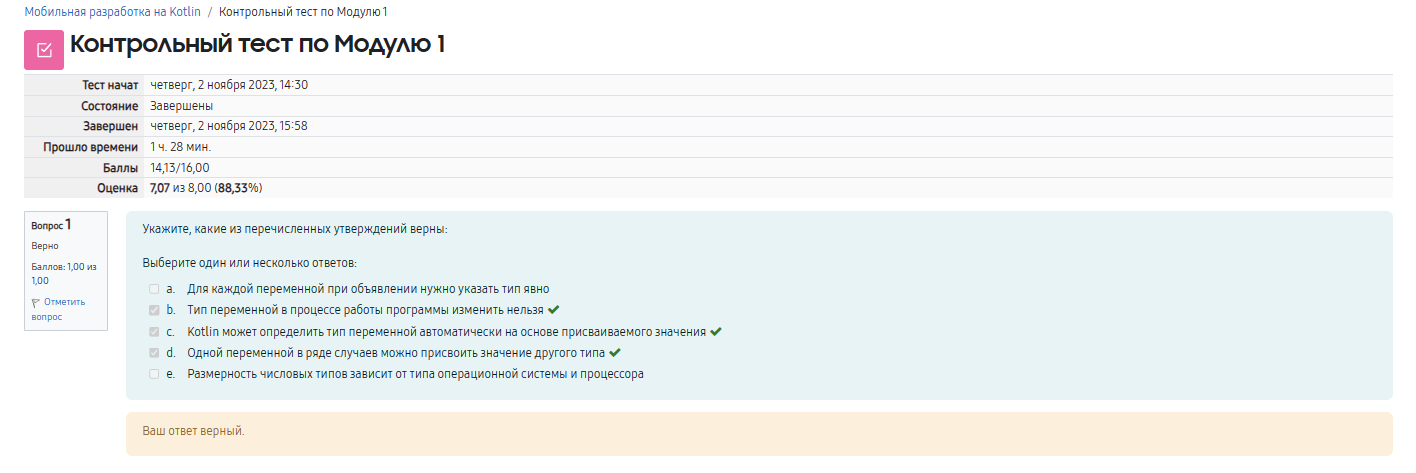 Мобильная разработка на Kotlin / Контрольный тест по Модулю 1
Контрольный тест по Модулю 1
Тест начат четверг, 2 ноября 2023, 14:30
Состояние Завершены
Завершен четверг, 2 ноября 2023, 15:58
Прошло времени 1 ч. 28 мин.
Баллы 14,13/16,00
Оценка 7,07 из 8,00 (88,33%)
Вопрос 1
Верно
Баллов: 1,00 из
1,00
Отметить
вопрос
Укажите, какие из перечисленных утверждений верны:
Выберите один или несколько ответов:
a. Для каждой переменной при объявлении нужно указать тип явно
b. Тип переменной в процессе работы программы изменить нельзя
c. Kotlin может определить тип переменной автоматически на основе присваиваемого значения
d. Одной переменной в ряде случаев можно присвоить значение другого типа
e. Размерность числовых типов зависит от типа операционной системы и процессора
Ваш ответ верный.